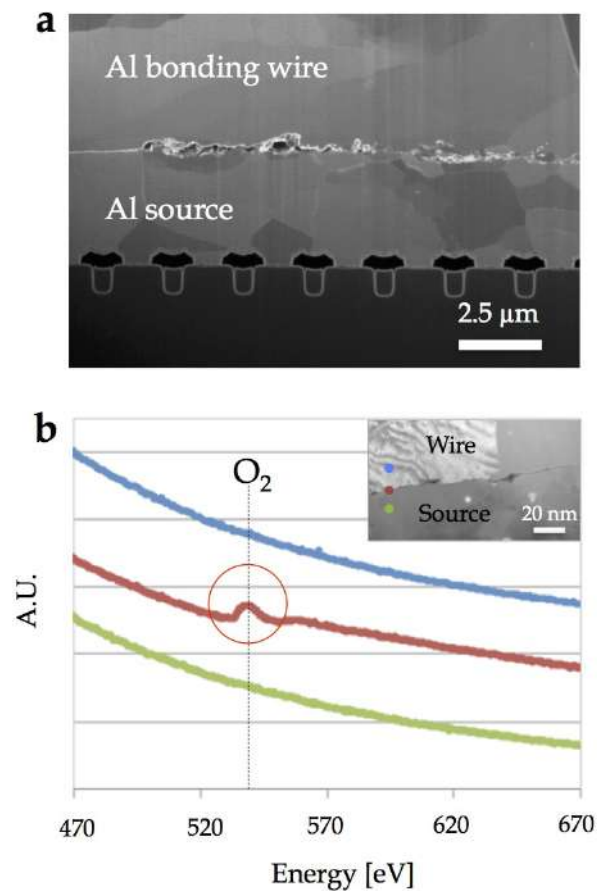 a
Al bonding wire
Al source
2.5 µm
b
O2
Wire
Source
20 nm
A.U.
470 520 570 620 670
Energy [eV]